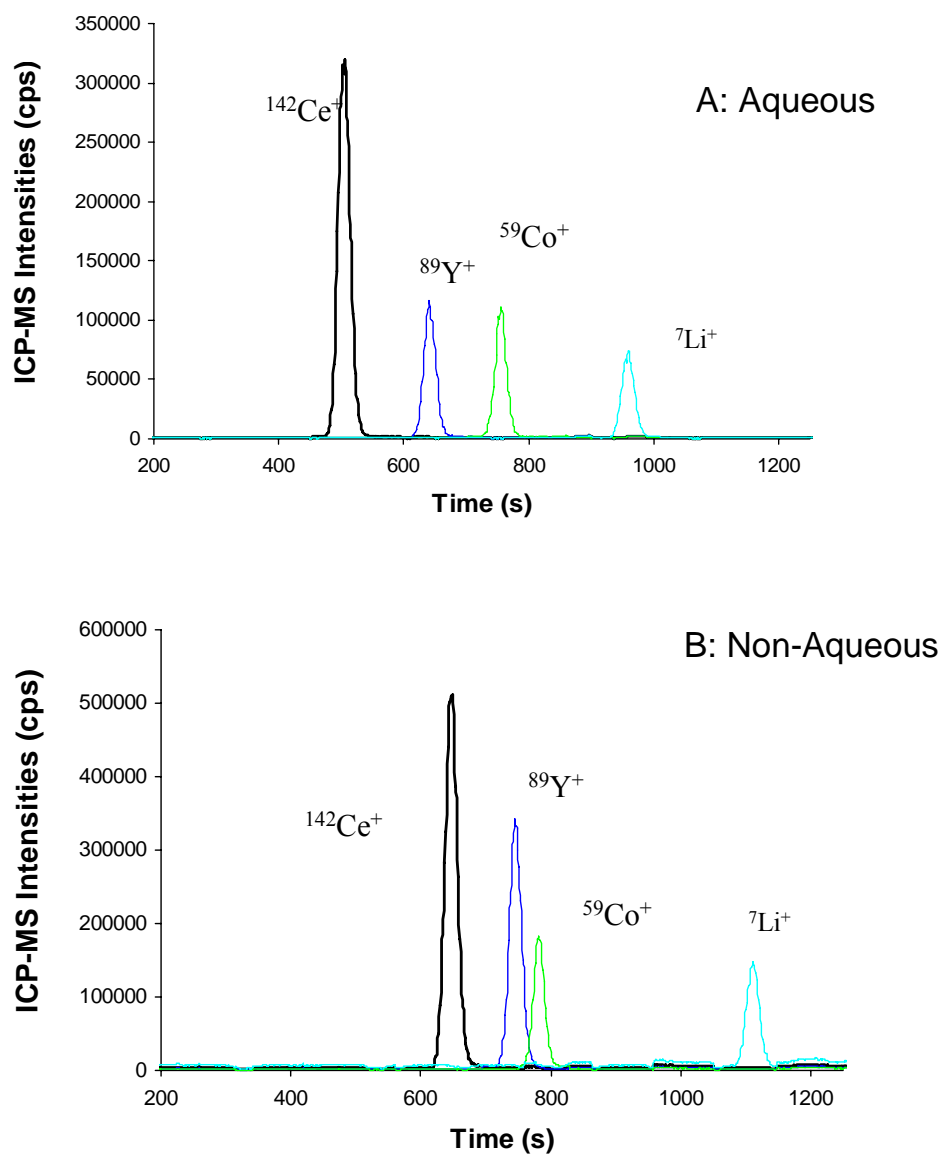 A: Aqueous
ICP-MS Intensities (cps)
350000
300000
250000
200000
150000
100000
50000
0
¹⁴²Ce⁺
⁸⁹Y⁺
⁵⁹Co⁺
⁷Li⁺
200 400 600 800 1000 1200
Time (s)
B: Non-Aqueous
ICP-MS Intensities (cps)
600000
500000
400000
300000
200000
100000
0
¹⁴²Ce⁺
⁸⁹Y⁺
⁵⁹Co⁺
⁷Li⁺
200 400 600 800 1000 1200
Time (s)